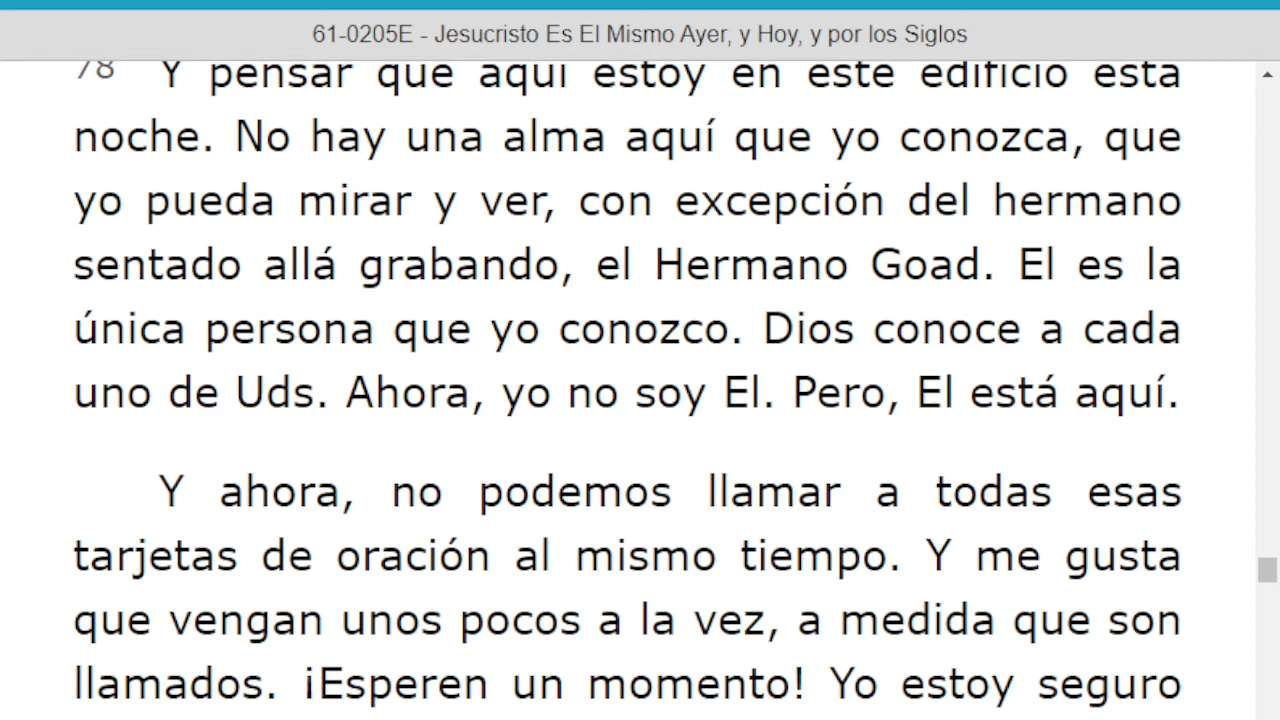 61-0205E - Jesucristo Es El Mismo Ayer, y Hoy, y por los Siglos
78 Y pensar que aquí estoy en este edificio esta
noche. No hay una alma aquí que yo conozca, que
yo pueda mirar y ver, con excepción del hermano
sentado allá grabando, el Hermano Goad. El es la
única persona que yo conozco. Dios conoce a cada
uno de Uds. Ahora, yo no soy El. Pero, El está aquí.
Y ahora, no podemos llamar a todas esas
tarjetas de oración al mismo tiempo. Y me gusta
que vengan unos pocos a la vez, a medida que son
llamados. ¡Esperen un momento! Yo estoy seguro